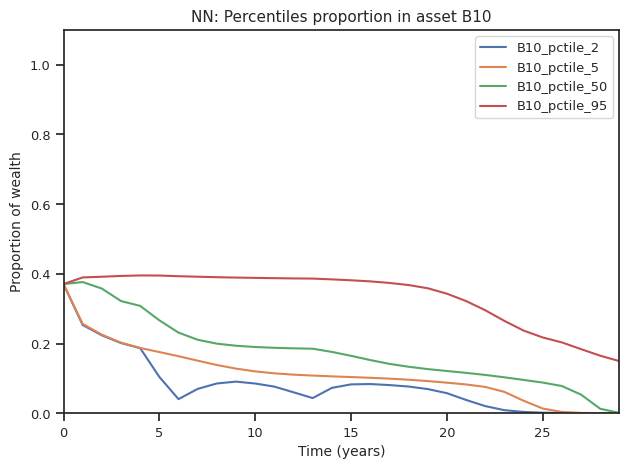 NN: Percentiles proportion in asset B10
B10_pctile_2
B10_pctile_5
B10_pctile_50
B10_pctile_95
Proportion of wealth
1.0
0.8
0.6
0.4
0.2
0.0
0 5 10 15 20 25
Time (years)